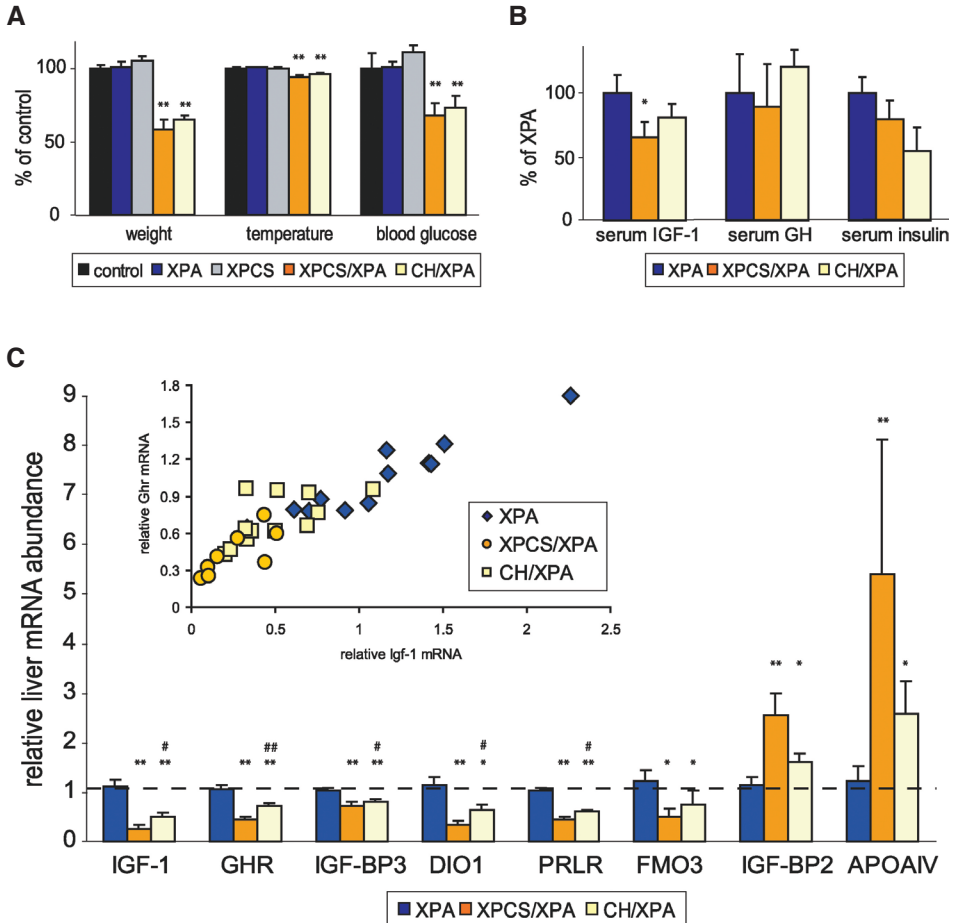 A
% of control
100
50
0
** ** ** ** ** **
weight temperature blood glucose
control XPA XPCS XPCS/XPA CH/XPA
B
% of XPA
100
50
0
*
serum IGF-1 serum GH serum insulin
XPA XPCS/XPA CH/XPA
C
relative liver mRNA abundance
9
8
7
6
5
4
3
2
1
0
relative Ghr mRNA
1.8
1.5
1.2
0.9
0.6
0.3
0
0 0.5 1 1.5 2 2.5
relative Igf-1 mRNA
XPA
XPCS/XPA
CH/XPA
# ## # # #
** ** ** ** ** ** ** * ** ** * * ** * ** *
IGF-1 GHR IGF-BP3 DIO1 PRLR FMO3 IGF-BP2 APOAIV
XPA XPCS/XPA CH/XPA